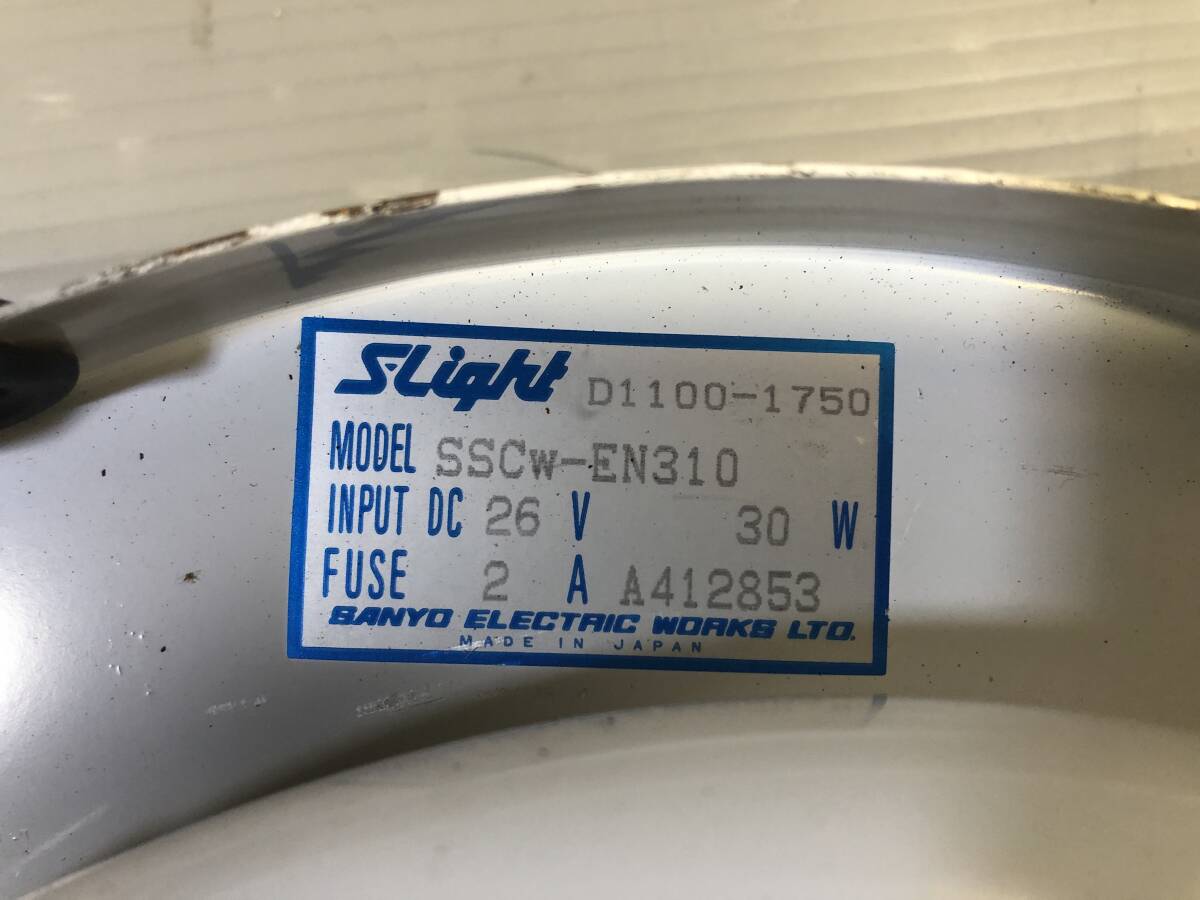 S-Light D1100-1750
MODEL SSCW-EN310
INPUT DC 26 V 30 W
FUSE 2 A A412853
SANYO ELECTRIC WORKS LTD.
MADE IN JAPAN